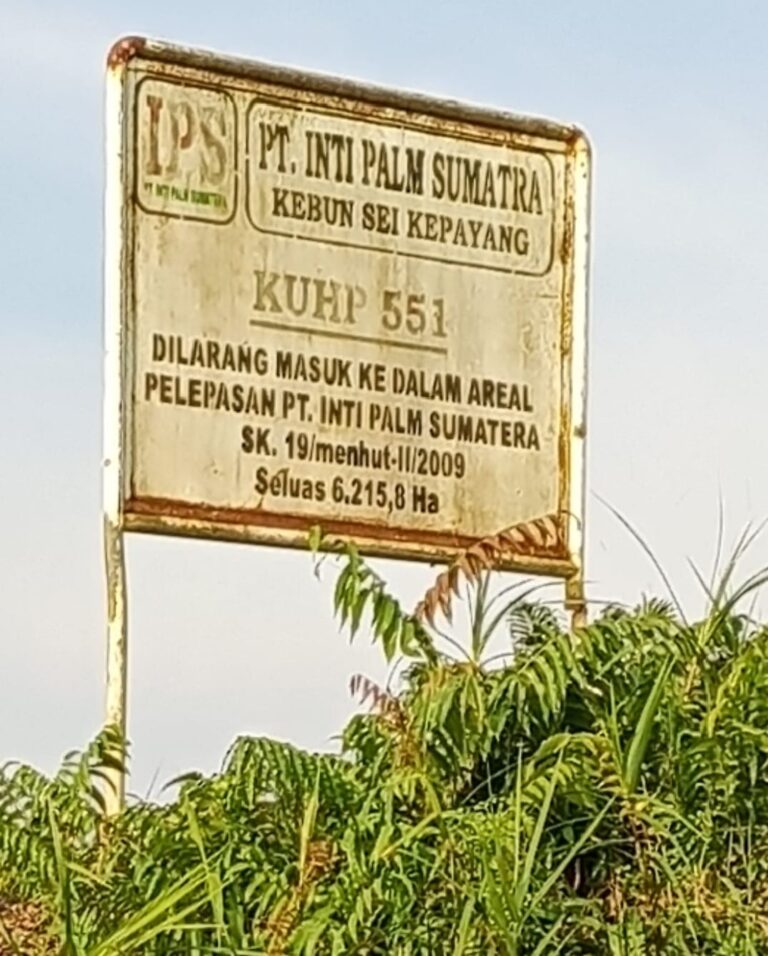 IPS
PT INTI PALM SUMATERA
PT. INTI PALM SUMATRA
KEBUN SEI KEPAYANG
KUHP 551
DILARANG MASUK KE DALAM AREAL
PELEPASAN PT. INTI PALM SUMATERA
SK. 19/menhut-II/2009
Seluas 6.215,8 Ha